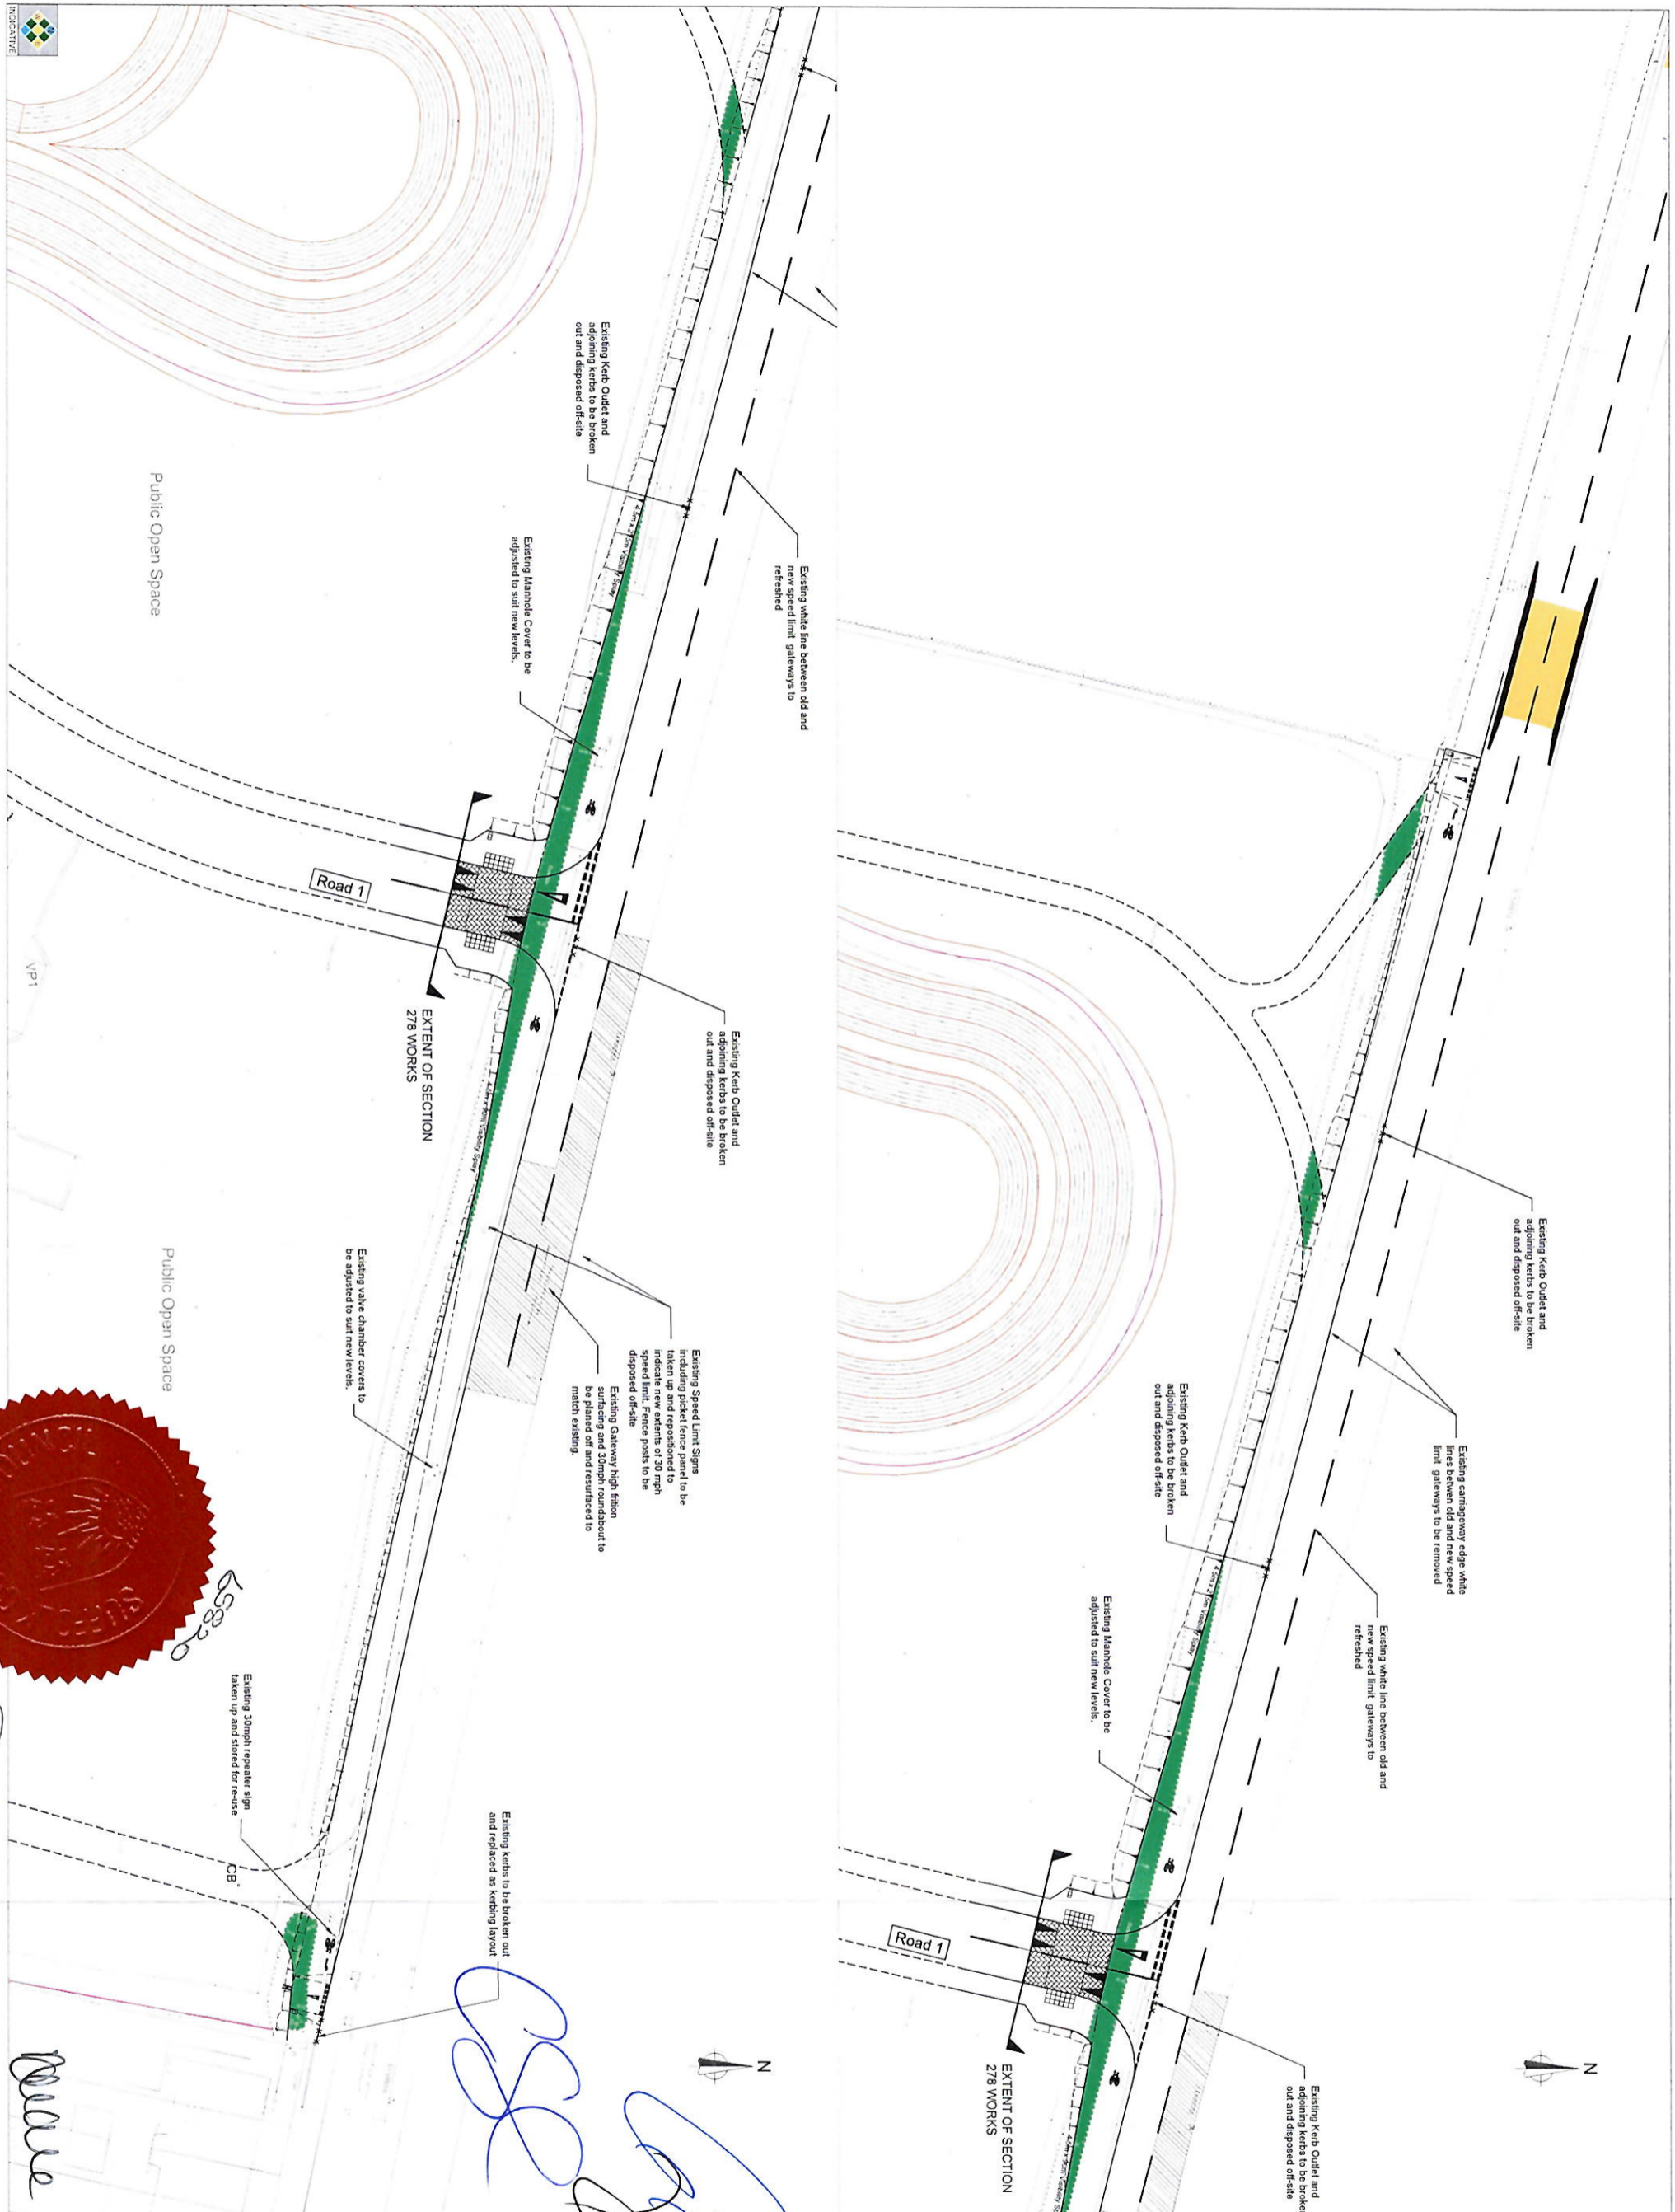 Existing Kerb Outlet and
adjoining kerbs to be broken
out and disposed off-site
Existing carriageway edge white
lines betwen old and new speed
limit gateways to be removed
Existing white line between old and
new speed limit gateways to
refreshed
Existing Kerb Outlet and
adjoining kerbs to be broken
out and disposed off-site
Existing Manhole Cover to be
adjusted to suit new levels.
Road 1
EXTENT OF SECTION
278 WORKS
Existing Kerb Outlet and
adjoining kerbs to be broken
out and disposed off-site
N
Existing white line between old and
new speed limit gateways to
refreshed
Existing Kerb Outlet and
adjoining kerbs to be broken
out and disposed off-site
Existing Manhole Cover to be
adjusted to suit new levels.
Public Open Space
Road 1
VP1
EXTENT OF SECTION
278 WORKS
4.5m x 90m Visibility Splay
Existing Kerb Outlet and
adjoining kerbs to be broken
out and disposed off-site
Existing Speed Limit Signs
including picket fence panel to be
taken up and repositioned to
indicate new extents of 30 mph
speed limit. Fence posts to be
disposed off-site
Existing Gateway high frition
surfacing and 30mph roundabout to
be planed off and resurfaced to
match existing.
Existing valve chamber covers to
be adjusted to suit new levels.
Public Open Space
65820
Existing 30mph repeater sign
taken up and stored for re-use
CB
Existing kerbs to be broken out
and replaced as kerbing layout
N
INDICATIVE